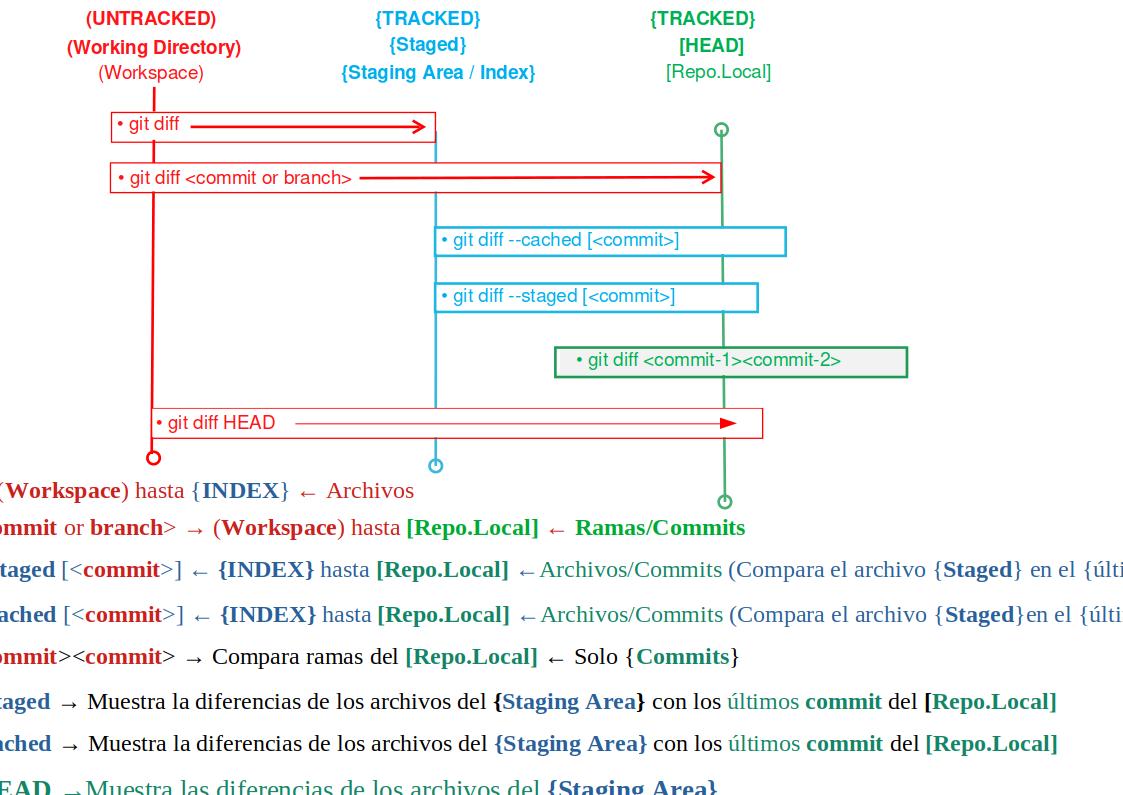 (UNTRACKED) {TRACKED} {TRACKED}
(Working Directory) {Staged} [HEAD]
(Workspace) {Staging Area / Index} [Repo.Local]
• git diff
• git diff <commit or branch>
• git diff --cached [<commit>]
• git diff --staged [<commit>]
• git diff <commit-1><commit-2>
• git diff HEAD
(Workspace) hasta {INDEX} ← Archivos
ommit or branch> → (Workspace) hasta [Repo.Local] ← Ramas/Commits
taged [<commit>] ← {INDEX} hasta [Repo.Local] ←Archivos/Commits (Compara el archivo {Staged} en el {últi
ached [<commit>] ← {INDEX} hasta [Repo.Local] ←Archivos/Commits (Compara el archivo {Staged}en el {últi
ommit><commit> → Compara ramas del [Repo.Local] ← Solo {Commits}
taged → Muestra la diferencias de los archivos del {Staging Area} con los últimos commit del [Repo.Local]
ached → Muestra la diferencias de los archivos del {Staging Area} con los últimos commit del [Repo.Local]
EAD →Muestra las diferencias de los archivos del {Staging Area}